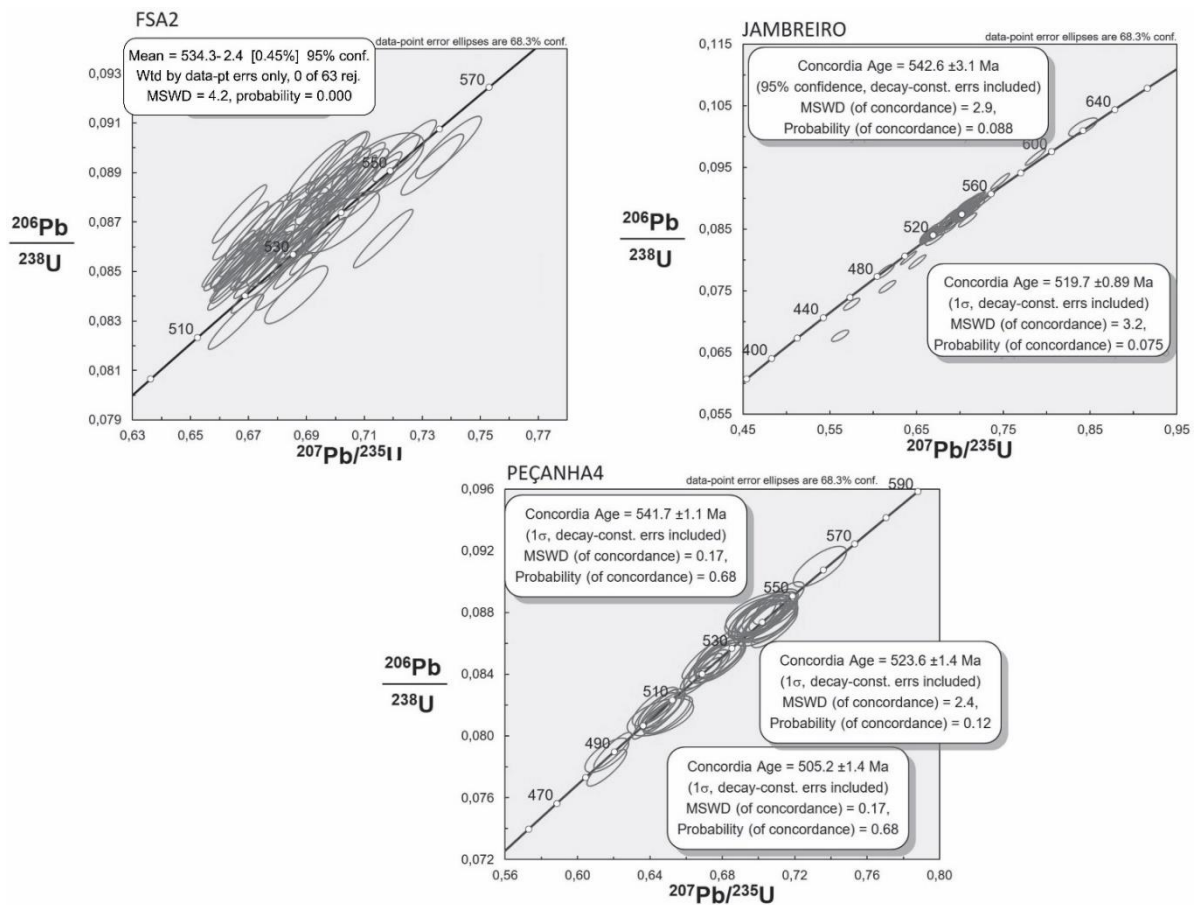 FSA2
data-point error ellipses are 68.3% conf.
Mean = 534.3- 2.4 [0.45%] 95% conf.
Wtd by data-pt errs only, 0 of 63 rej.
MSWD = 4.2, probability = 0.000
0,093
0,091
0,089
0,087
0,085
0,083
0,081
0,079
206Pb
238U
570
550
530
510
0,63
0,65
0,67
0,69
0,71
0,73
0,75
0,77
207Pb/235U
JAMBREIRO
data-point error ellipses are 68.3% conf.
Concordia Age = 542.6 ±3.1 Ma
(95% confidence, decay-const. errs included)
MSWD (of concordance) = 2.9,
Probability (of concordance) = 0.088
0,115
0,105
0,095
0,085
0,075
0,065
0,055
206Pb
238U
640
600
560
520
480
440
400
Concordia Age = 519.7 ±0.89 Ma
(1σ, decay-const. errs included)
MSWD (of concordance) = 3.2,
Probability (of concordance) = 0.075
0,45
0,55
0,65
0,75
0,85
0,95
207Pb/235U
PEÇANHA4
data-point error ellipses are 68.3% conf.
Concordia Age = 541.7 ±1.1 Ma
(1σ, decay-const. errs included)
MSWD (of concordance) = 0.17,
Probability (of concordance) = 0.68
0,096
0,092
0,088
0,084
0,080
0,076
0,072
206Pb
238U
590
570
550
530
510
490
470
Concordia Age = 523.6 ±1.4 Ma
(1σ, decay-const. errs included)
MSWD (of concordance) = 2.4,
Probability (of concordance) = 0.12
Concordia Age = 505.2 ±1.4 Ma
(1σ, decay-const. errs included)
MSWD (of concordance) = 0.17,
Probability (of concordance) = 0.68
0,56
0,60
0,64
0,68
0,72
0,76
0,80
207Pb/235U